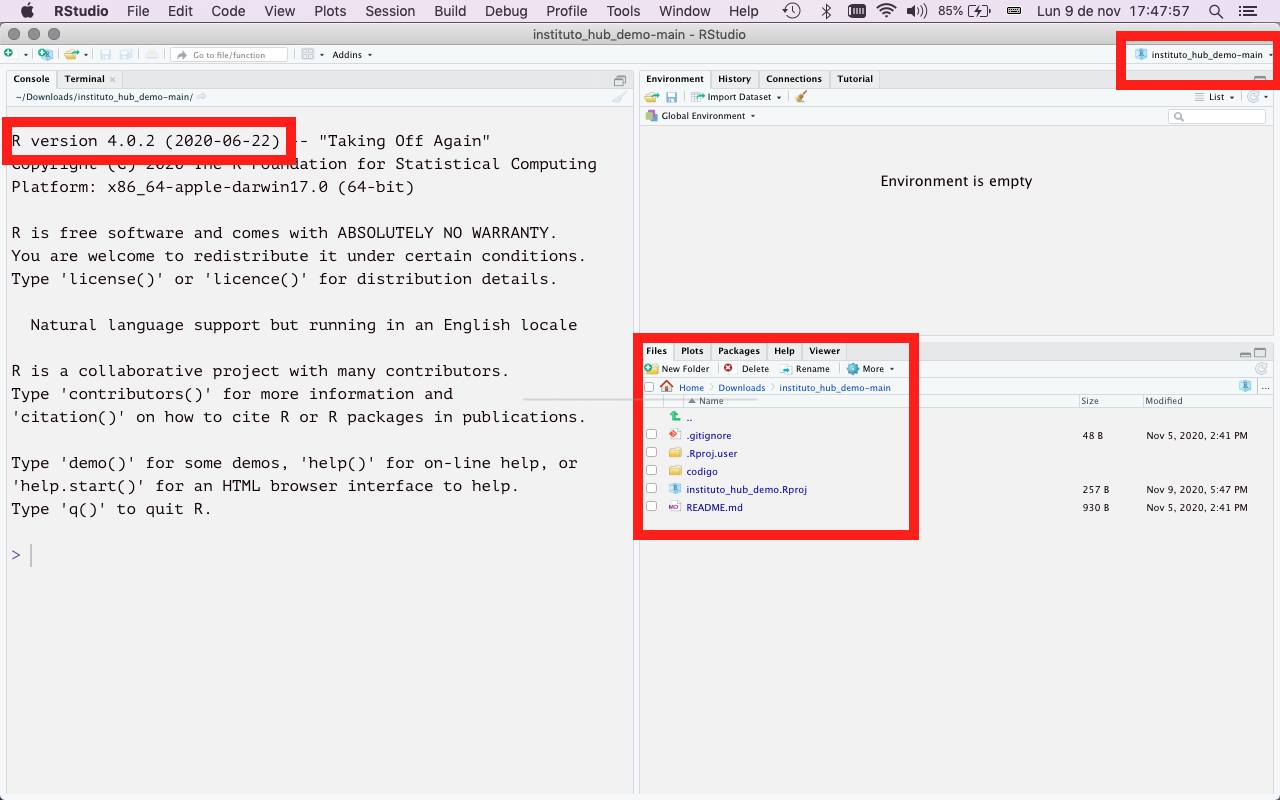 RStudio File Edit Code View Plots Session Build Debug Profile Tools Window Help 85% Lun 9 de nov 17:47:57
instituto_hub_demo-main - RStudio
Go to file/function Addins instituto_hub_demo-main
Console Terminal
~/Downloads/instituto_hub_demo-main/
R version 4.0.2 (2020-06-22) -- "Taking Off Again"
Copyright (C) 2020 The R Foundation for Statistical Computing
Platform: x86_64-apple-darwin17.0 (64-bit)
R is free software and comes with ABSOLUTELY NO WARRANTY.
You are welcome to redistribute it under certain conditions.
Type 'license()' or 'licence()' for distribution details.
Natural language support but running in an English locale
R is a collaborative project with many contributors.
Type 'contributors()' for more information and
'citation()' on how to cite R or R packages in publications.
Type 'demo()' for some demos, 'help()' for on-line help, or
'help.start()' for an HTML browser interface to help.
Type 'q()' to quit R.
>
Environment History Connections Tutorial
Import Dataset List
Global Environment
Environment is empty
Files Plots Packages Help Viewer
New Folder Delete Rename More
Home Downloads instituto_hub_demo-main ...
Name Size Modified
..
.gitignore 48 B Nov 5, 2020, 2:41 PM
.Rproj.user
codigo
instituto_hub_demo.Rproj 257 B Nov 9, 2020, 5:47 PM
README.md 930 B Nov 5, 2020, 2:41 PM